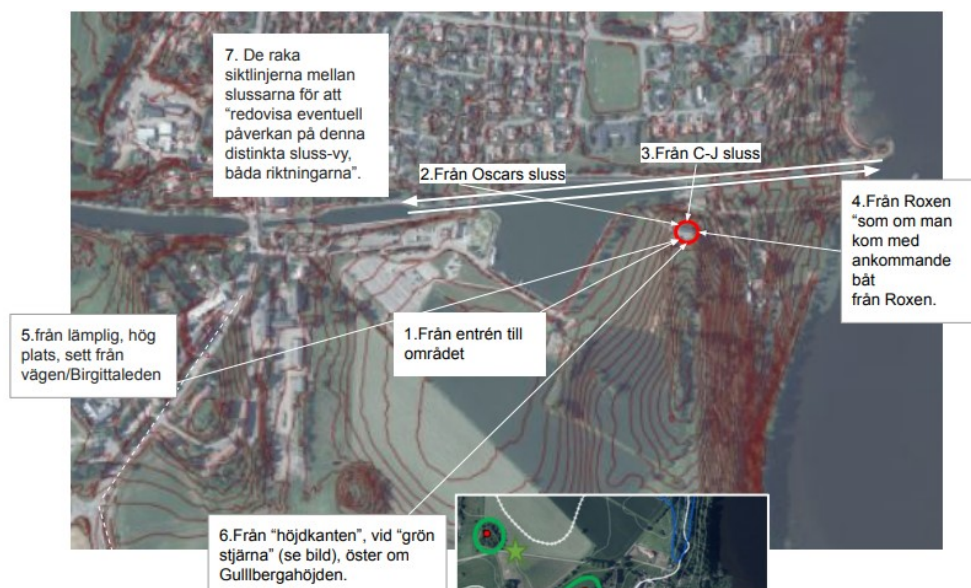 7. De raka
siktlinjerna mellan
slussarna för att
“redovisa eventuell
påverkan på denna
distinkta sluss-vy,
båda riktningarna”.
2.Från Oscars sluss
3.Från C-J sluss
4.Från Roxen
“som om man
kom med
ankommande
båt
från Roxen.
5.från lämplig, hög
plats, sett från
vägen/Birgittaleden
1.Från entrén till
området
6.Från “höjdkanten”, vid “grön
stjärna” (se bild), öster om
Gulllbergahöjden.